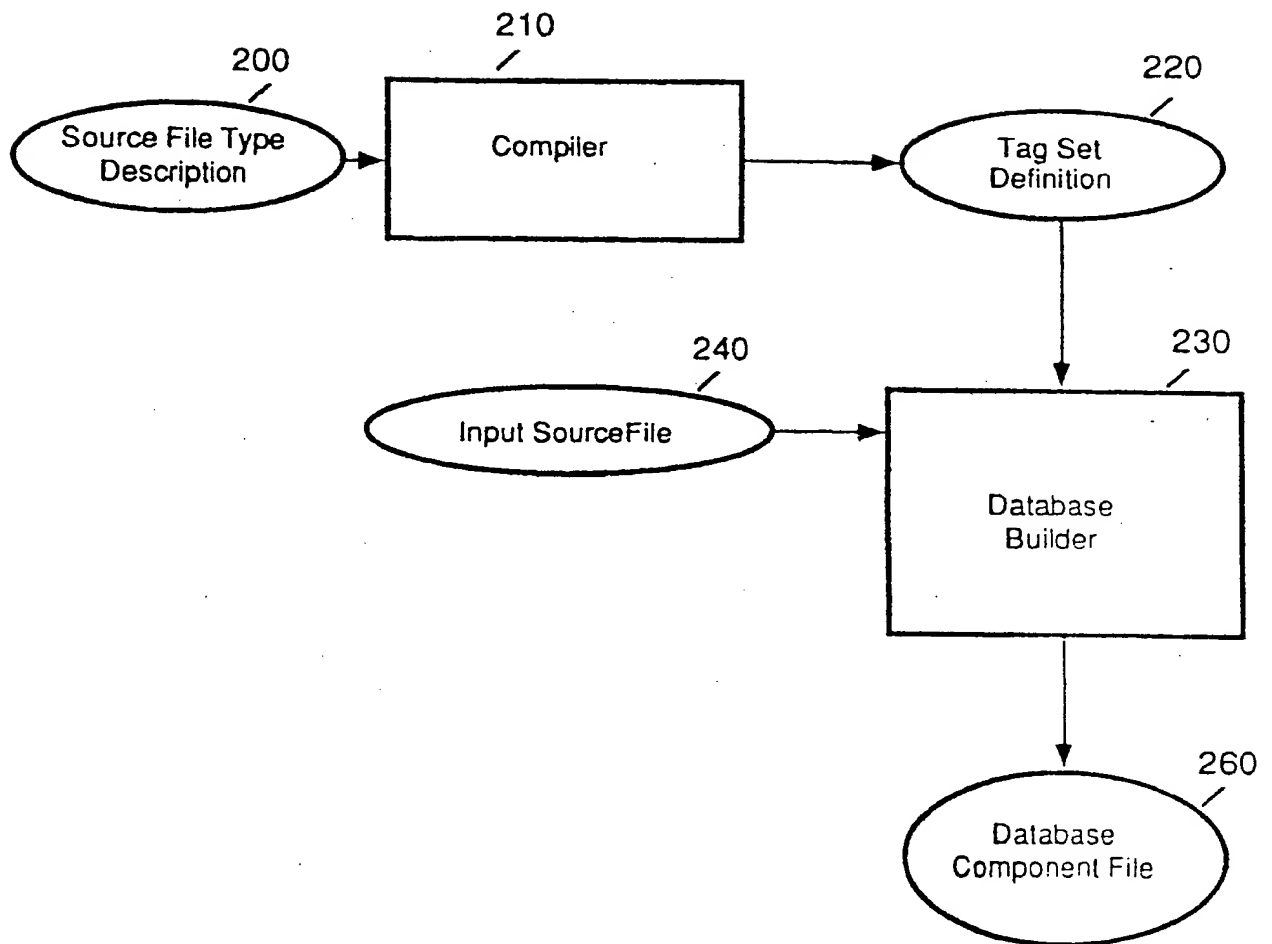 210
200
220
Source File Type
Description
Compiler
Tag Set
Definition
240
230
Input SourceFile
Database
Builder
260
Database
Component File